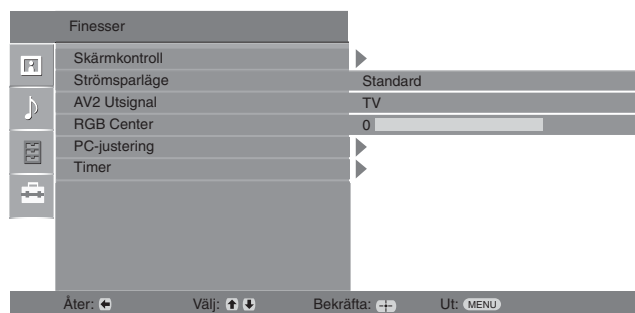 Finesser
Skärmkontroll
Strömsparläge Standard
AV2 Utsignal TV
RGB Center 0
PC-justering
Timer
Åter: Välj: Bekräfta: Ut: MENU